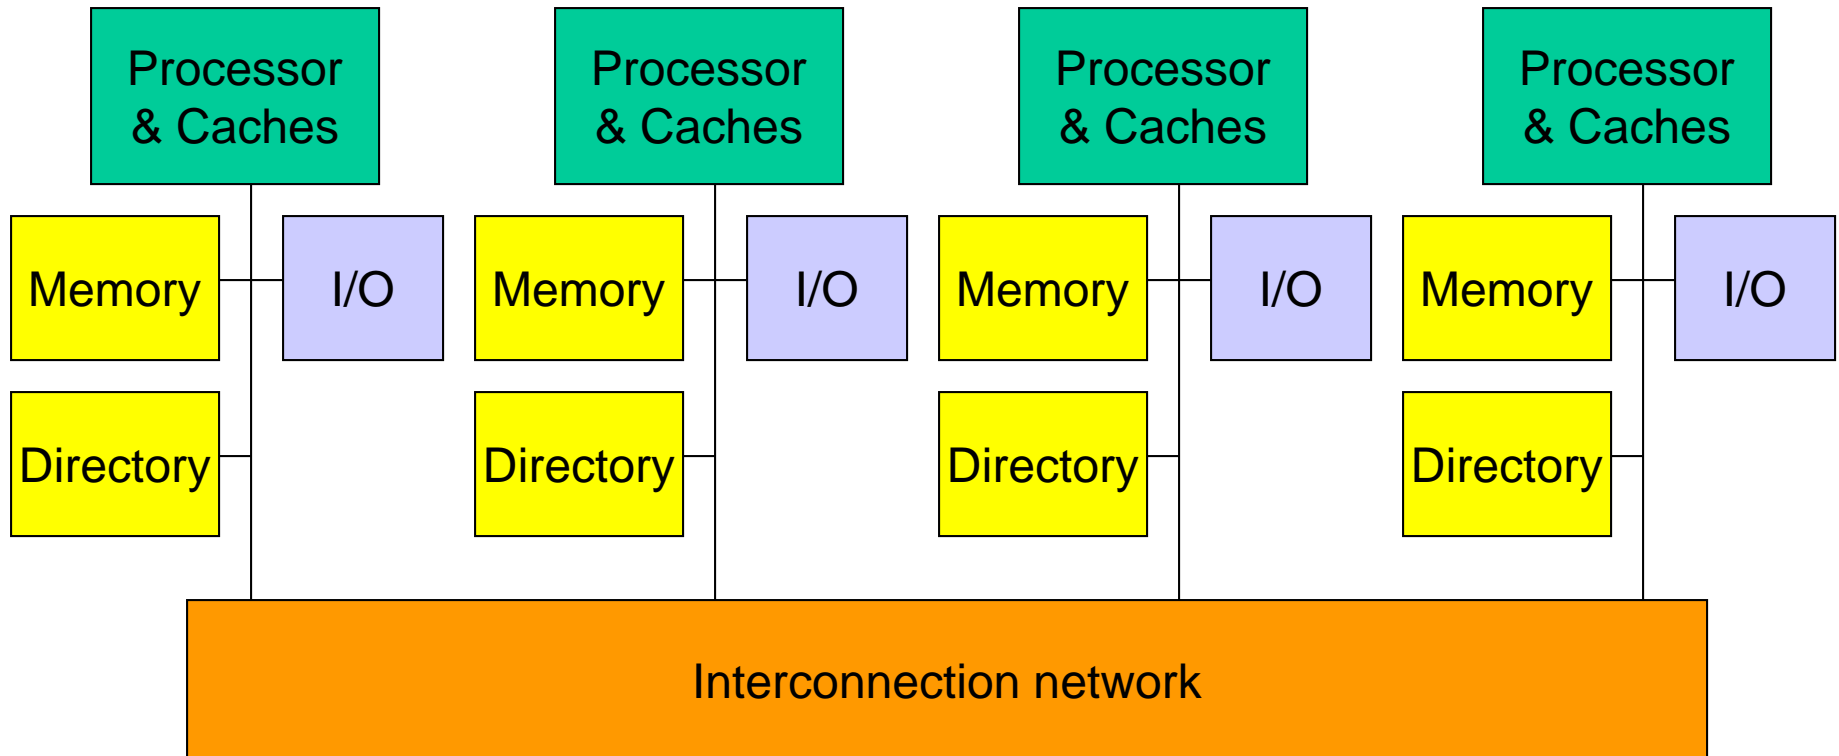 Processor
& Caches
Processor
& Caches
Processor
& Caches
Processor
& Caches
Memory
I/O
Memory
I/O
Memory
I/O
Memory
I/O
Directory
Directory
Directory
Directory
Interconnection network